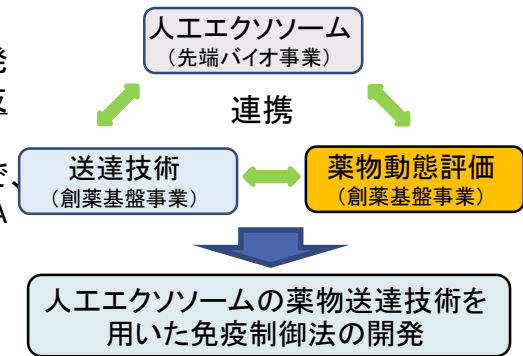 人工エクソソーム
(先端バイオ事業)
発
連携
送達技術
(創薬基盤事業)
薬物動態評価
(創薬基盤事業)
、
A
人工エクソソームの薬物送達技術を
用いた免疫制御法の開発